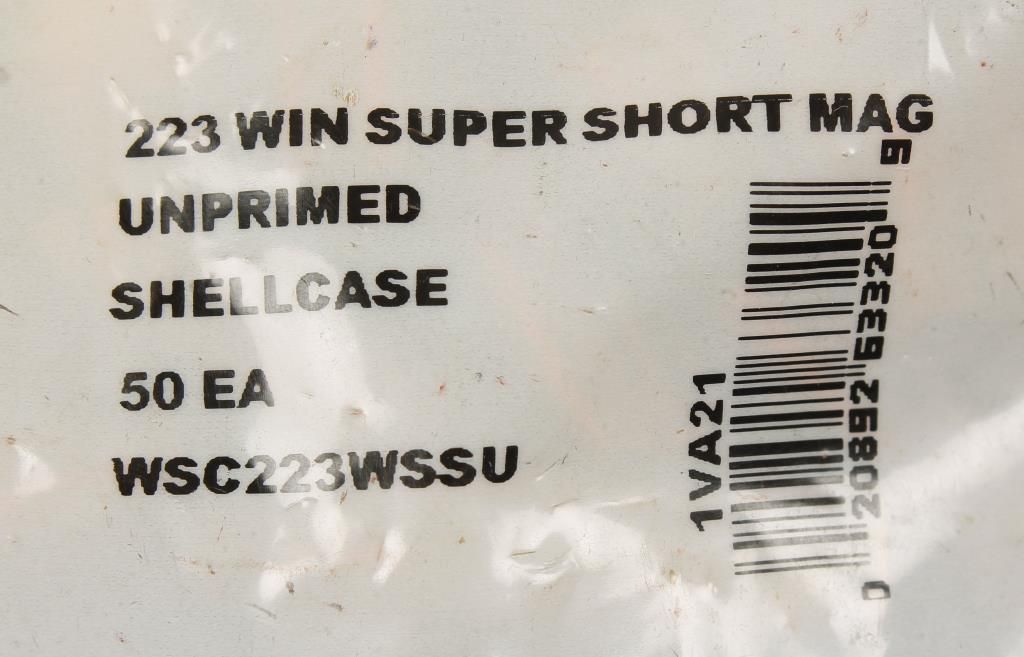 223 WIN SUPER SHORT MAG
UNPRIMED
SHELLCASE
50 EA
WSC223WSSU
1VA21
0 20892 63320 9